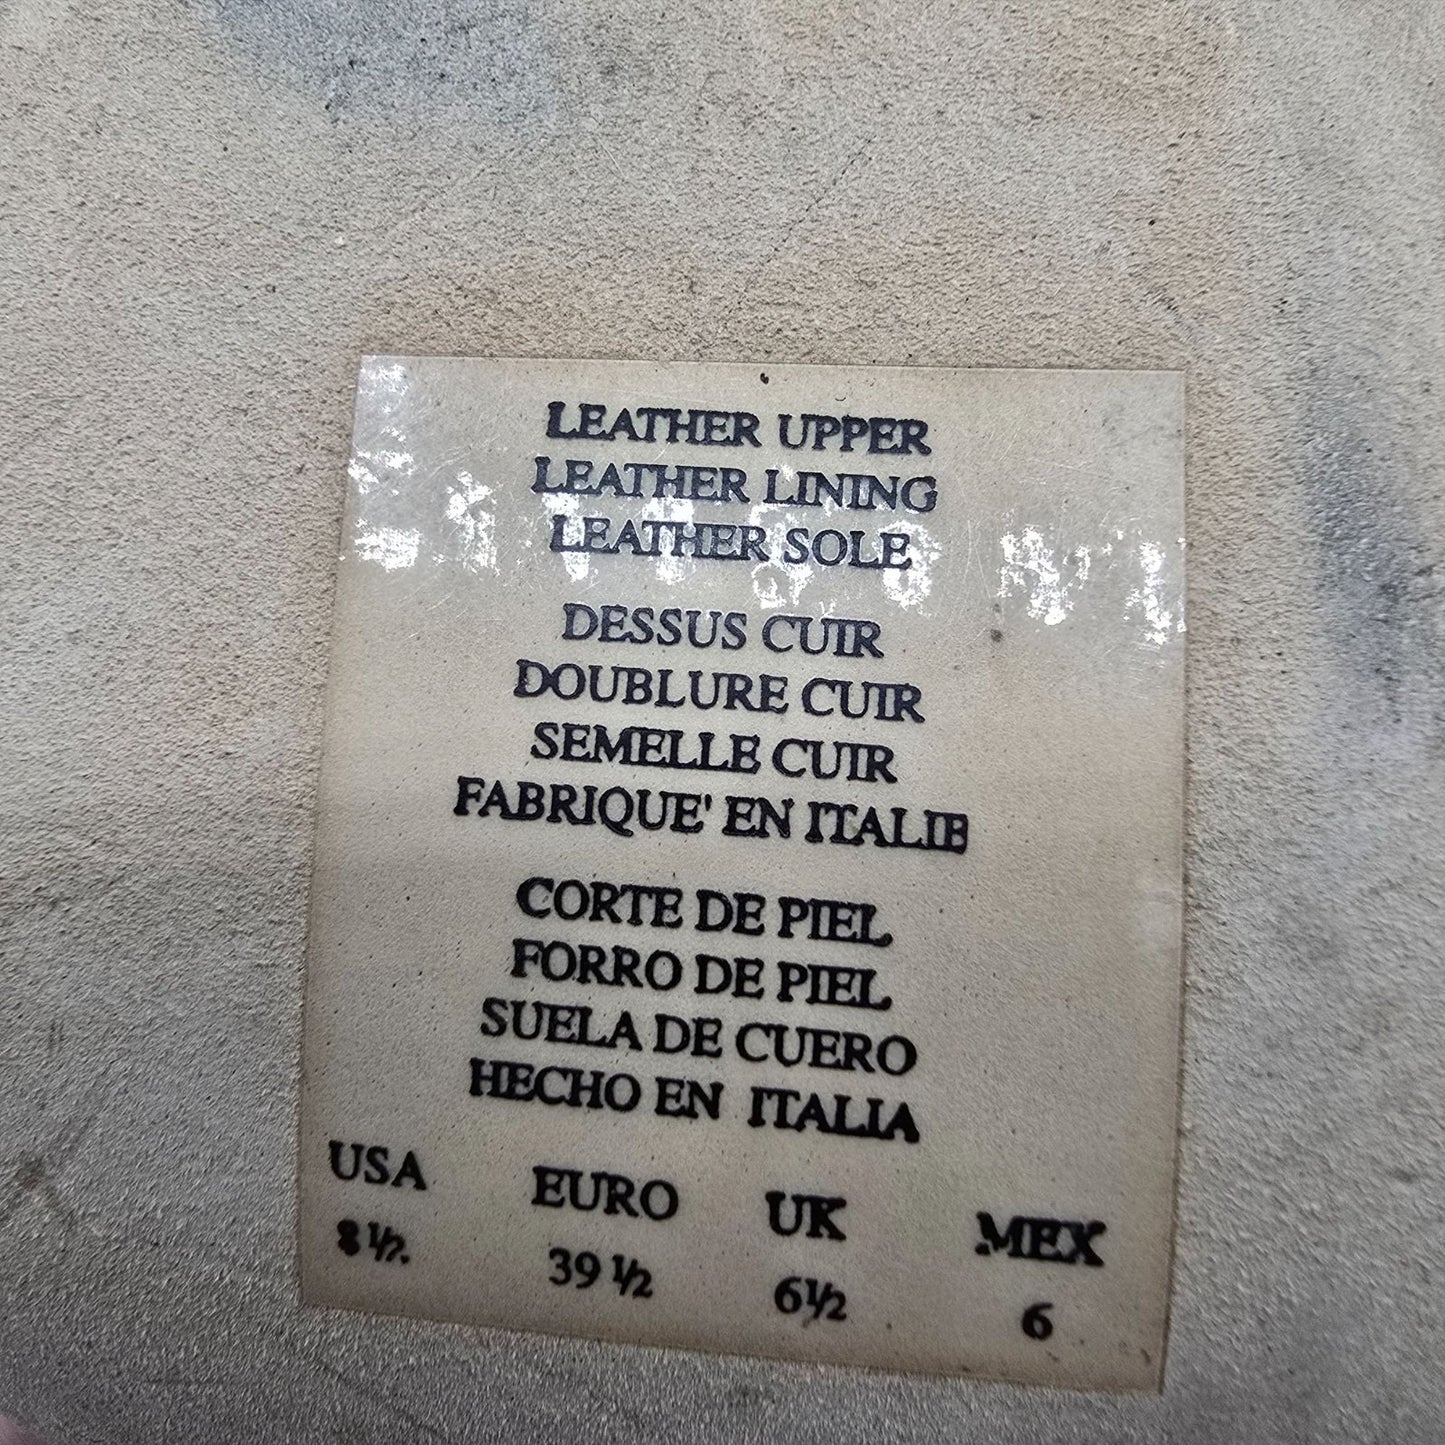 LEATHER UPPER
LEATHER LINING
LEATHER SOLE
DESSUS CUIR
DOUBLURE CUIR
SEMELLE CUIR
FABRIQUE' EN ITALIE
CORTE DE PIEL
FORRO DE PIEL
SUELA DE CUERO
HECHO EN ITALIA
USA EURO UK MEX
8 ½ 39 ½ 6½ 6